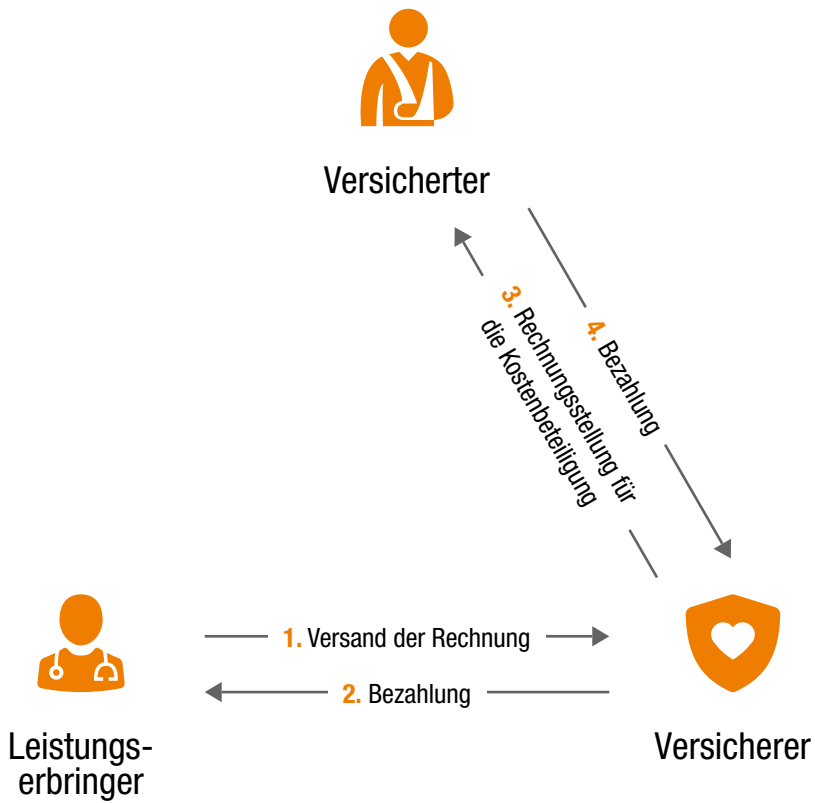 Versicherter
3. Rechnungsstellung für
die Kostenbeteiligung
4. Bezahlung
1. Versand der Rechnung
2. Bezahlung
Leistungs-
erbringer
Versicherer